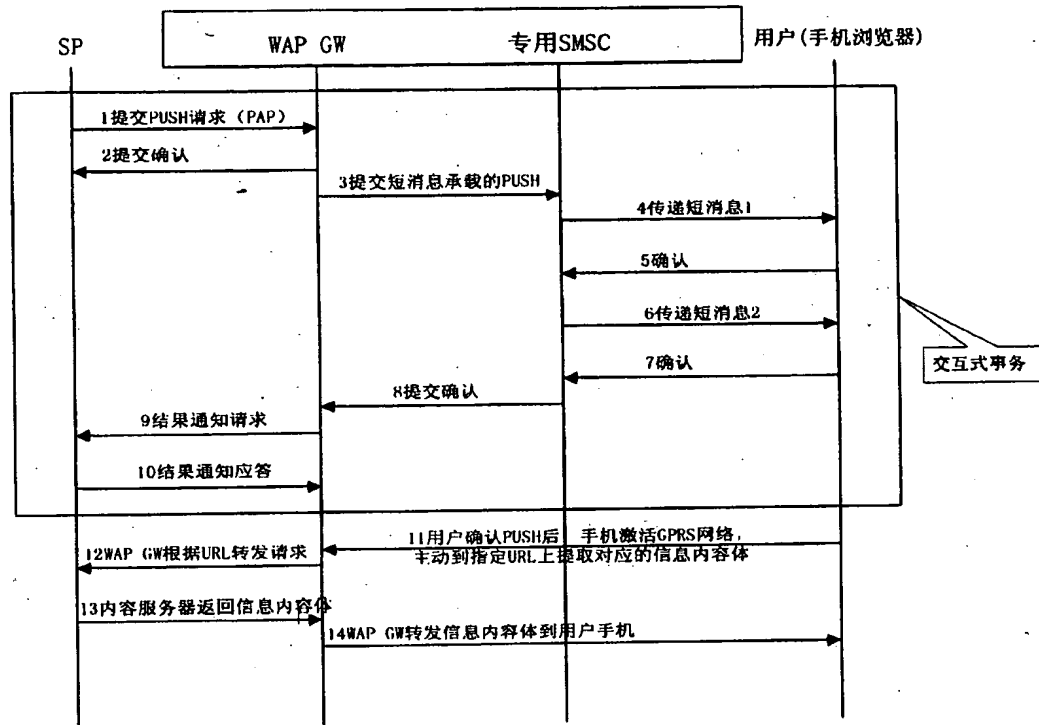 SP
WAP GW
专用SMSC
用户(手机浏览器)
1提交PUSH请求（PAP）
2提交确认
3提交短消息承载的PUSH
4传递短消息1
5确认
6传递短消息2
7确认
交互式事务
8提交确认
9结果通知请求
10结果通知应答
11用户确认PUSH后，手机激活GPRS网络，
主动到指定URL上提取对应的信息内容体
12WAP GW根据URL转发请求
13内容服务器返回信息内容体
14WAP GW转发信息内容体到用户手机